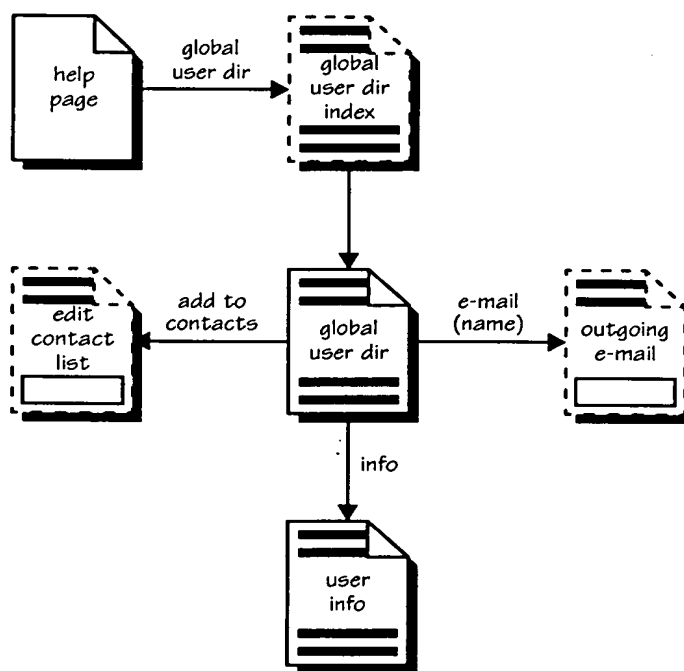 help
page
global
user dir
global
user dir
index
edit
contact
list
add to
contacts
global
user dir
e-mail
(name)
outgoing
e-mail
info
user
info